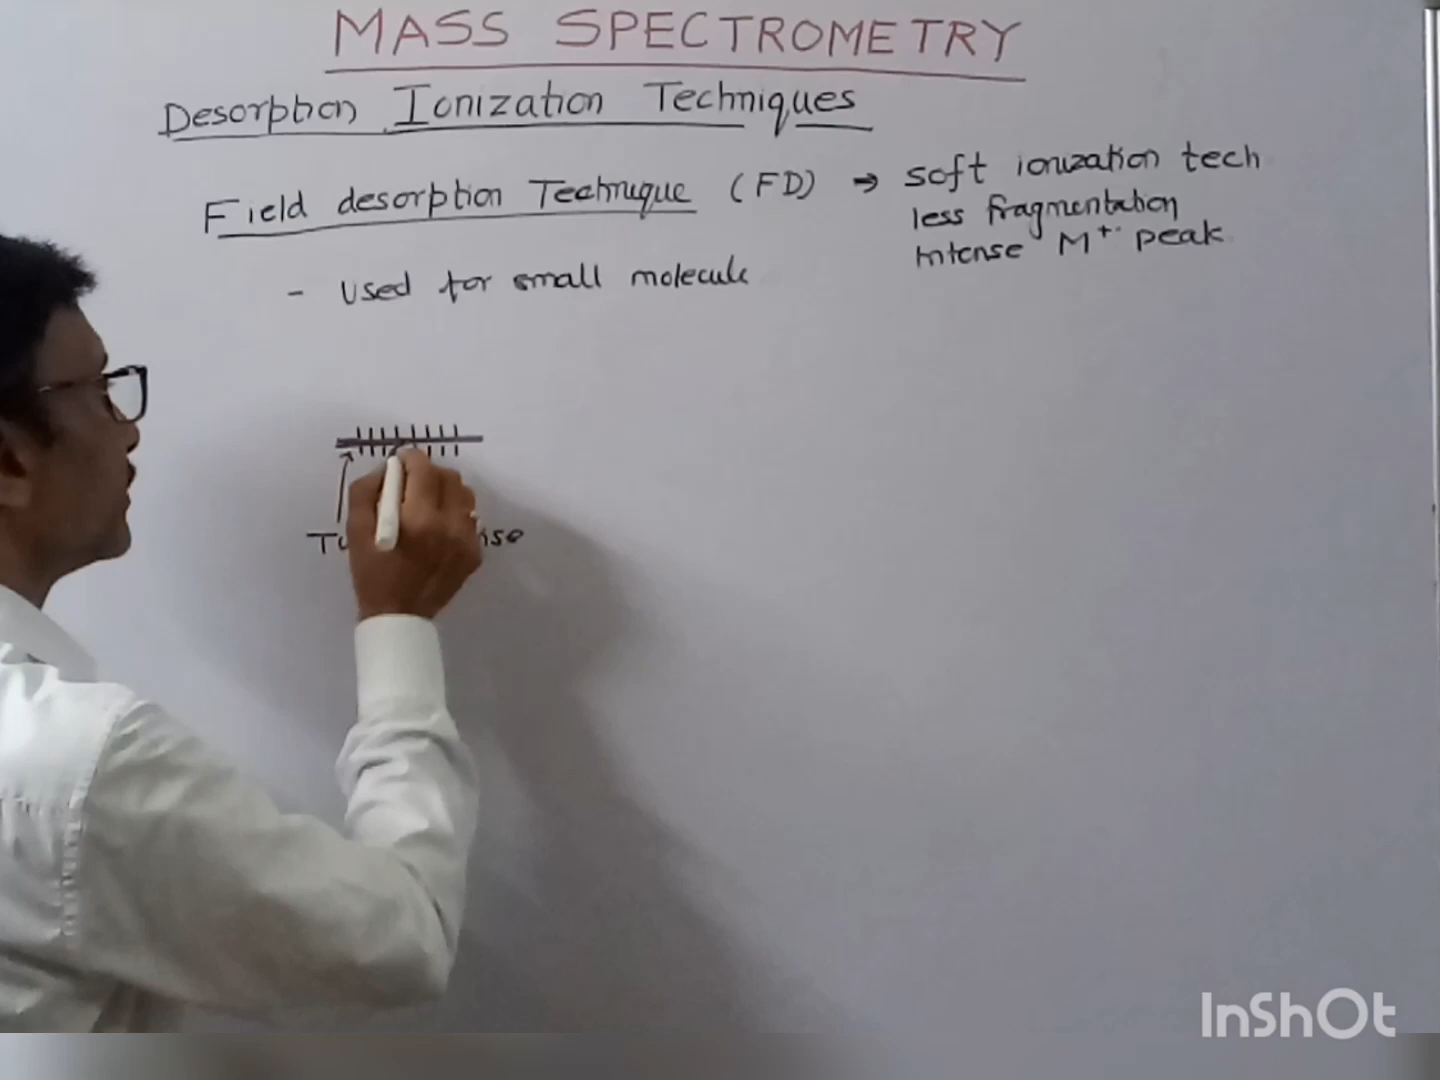 MASS SPECTROMETRY
Desorption Ionization Techniques
Field desorption Technique (FD) → soft ionization tech
less fragmentation
intense M+· peak
- Used for small molecule
InShOt